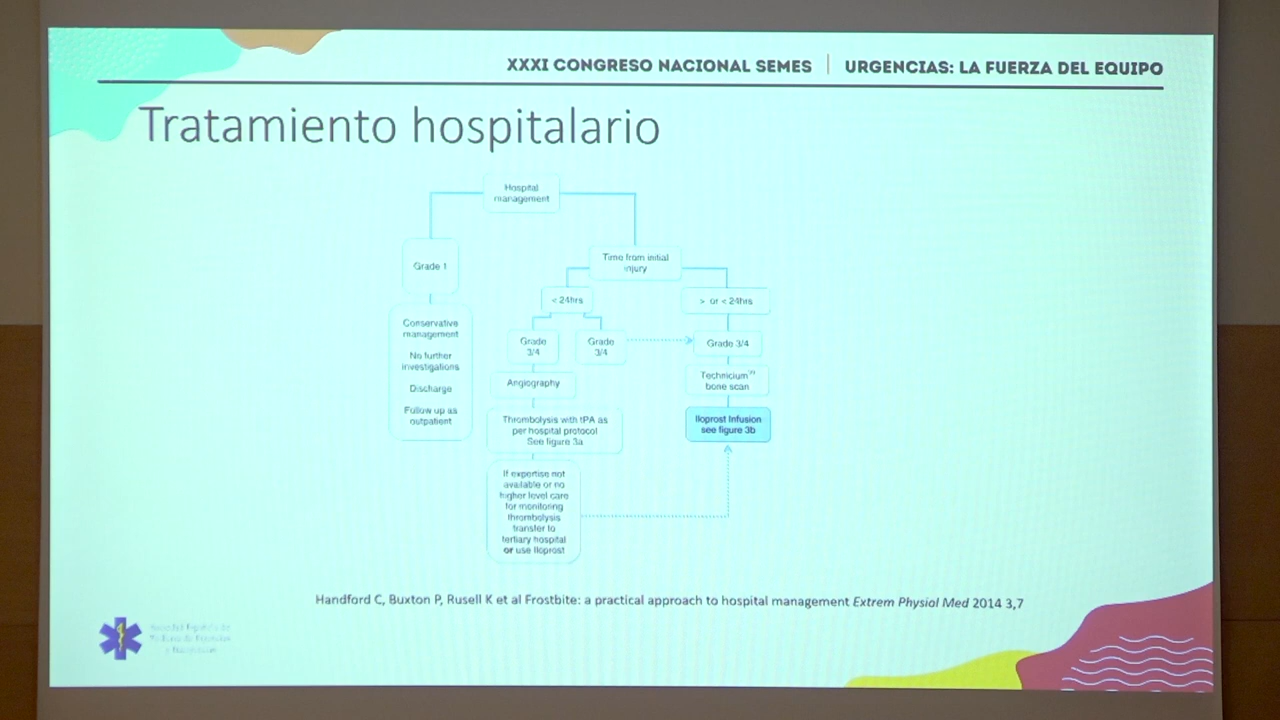 XXXI CONGRESO NACIONAL SEMES | URGENCIAS: LA FUERZA DEL EQUIPO
Tratamiento hospitalario
Hospital
management
Grade 1
Conservative
management
No further
investigations
Discharge
Follow up as
outpatient
Time from initial
injury
< 24hrs
Grade
3/4
Angiography
Thrombolysis with tPA as
per hospital protocol
See figure 3a
If expertise not
available or no
higher level care
for monitoring
thrombolysis
transfer to
tertiary hospital
or use Iloprost
Grade
3/4
> or < 24hrs
Grade 3/4
Technicium
bone scan
Iloprost Infusion
see figure 3b
Handford C, Buxton P, Rusell K et al Frostbite: a practical approach to hospital management Extrem Physiol Med 2014 3,7